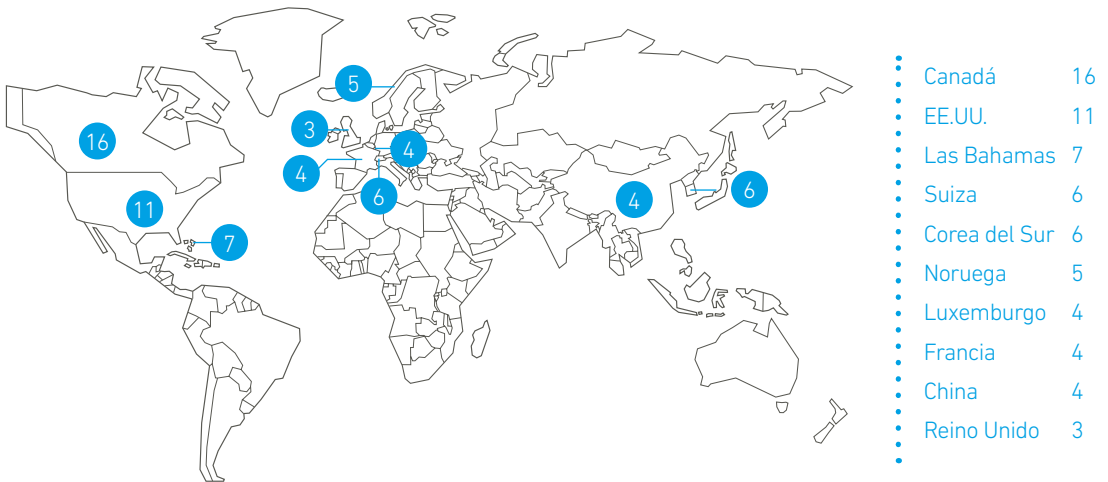 5
3
16
4
4
6
11
4
6
7
Canadá 16
EE.UU. 11
Las Bahamas 7
Suiza 6
Corea del Sur 6
Noruega 5
Luxemburgo 4
Francia 4
China 4
Reino Unido 3